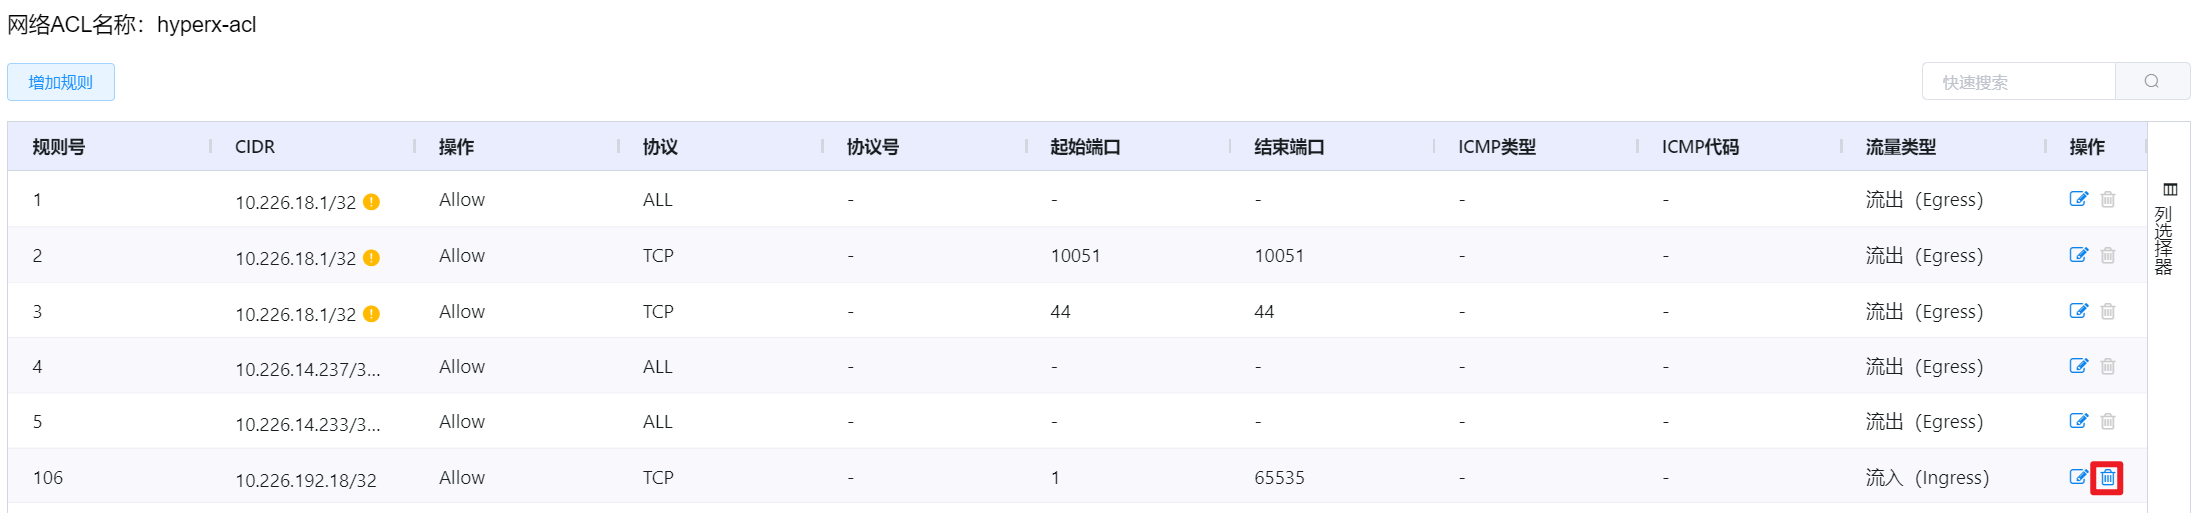 网络ACL名称：hyperx-acl
增加规则 快速搜索
规则号 CIDR 操作 协议 协议号 起始端口 结束端口 ICMP类型 ICMP代码 流量类型 操作
1 10.226.18.1/32 Allow ALL - - - - - 流出（Egress）
2 10.226.18.1/32 Allow TCP - 10051 10051 - - 流出（Egress）
3 10.226.18.1/32 Allow TCP - 44 44 - - 流出（Egress）
4 10.226.14.237/3... Allow ALL - - - - - 流出（Egress）
5 10.226.14.233/3... Allow ALL - - - - - 流出（Egress）
106 10.226.192.18/32 Allow TCP - 1 65535 - - 流入（Ingress）
列选择器